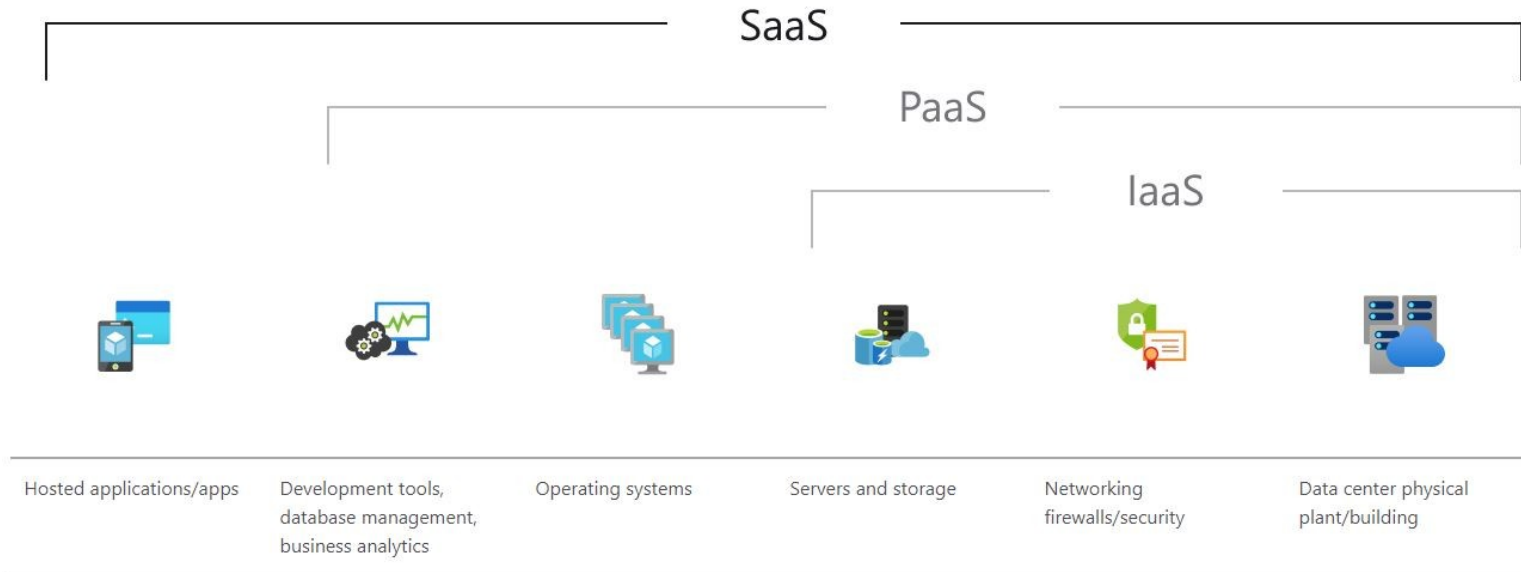 SaaS
PaaS
IaaS
Hosted applications/apps
Development tools,
database management,
business analytics
Operating systems
Servers and storage
Networking
firewalls/security
Data center physical
plant/building